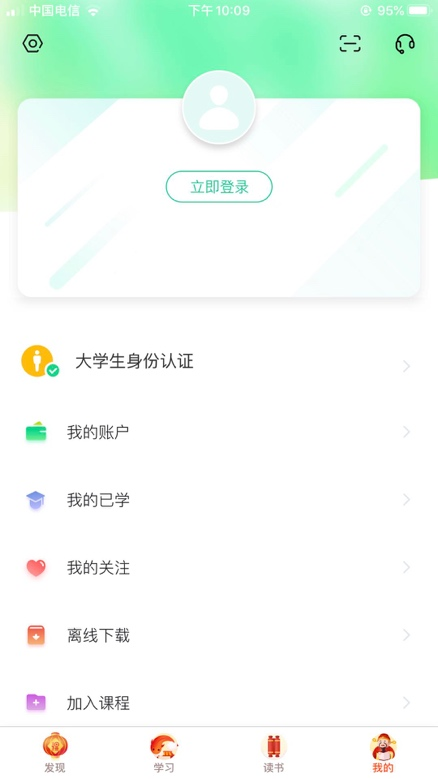 中国电信 下午10:09 95%
立即登录
大学生身份认证
我的账户
我的已学
我的关注
离线下载
加入课程
发现 学习 读书 我的